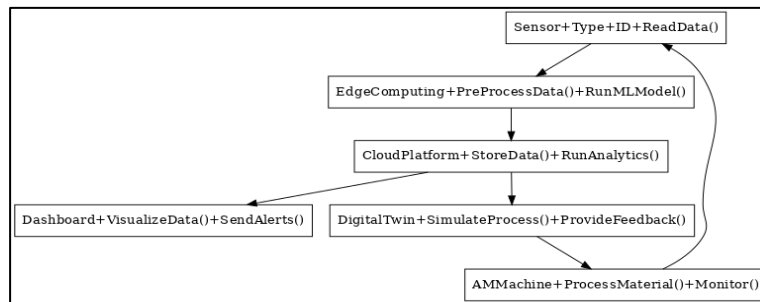 Sensor+Type+ID+ReadData()
EdgeComputing+PreProcessData()+RunMLModel()
CloudPlatform+StoreData()+RunAnalytics()
Dashboard+VisualizeData()+SendAlerts()
DigitalTwin+SimulateProcess()+ProvideFeedback()
AMMachine+ProcessMaterial()+Monitor()